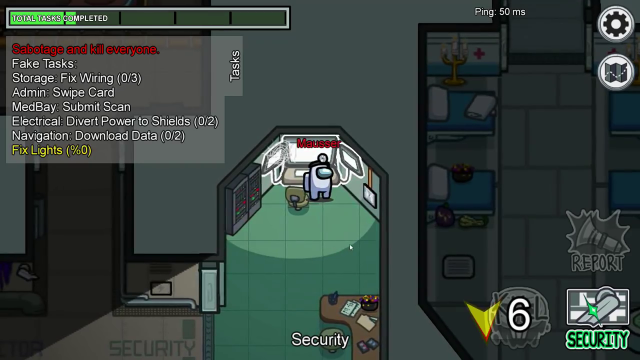 TOTAL TASKS COMPLETED
Ping: 50 ms
Sabotage and kill everyone.
Fake Tasks:
Storage: Fix Wiring (0/3)
Admin: Swipe Card
MedBay: Submit Scan
Electrical: Divert Power to Shields (0/2)
Navigation: Download Data (0/2)
Fix Lights (%0)
Tasks
Mausser
REPORT
6
SECURITY
Security
SECURITY